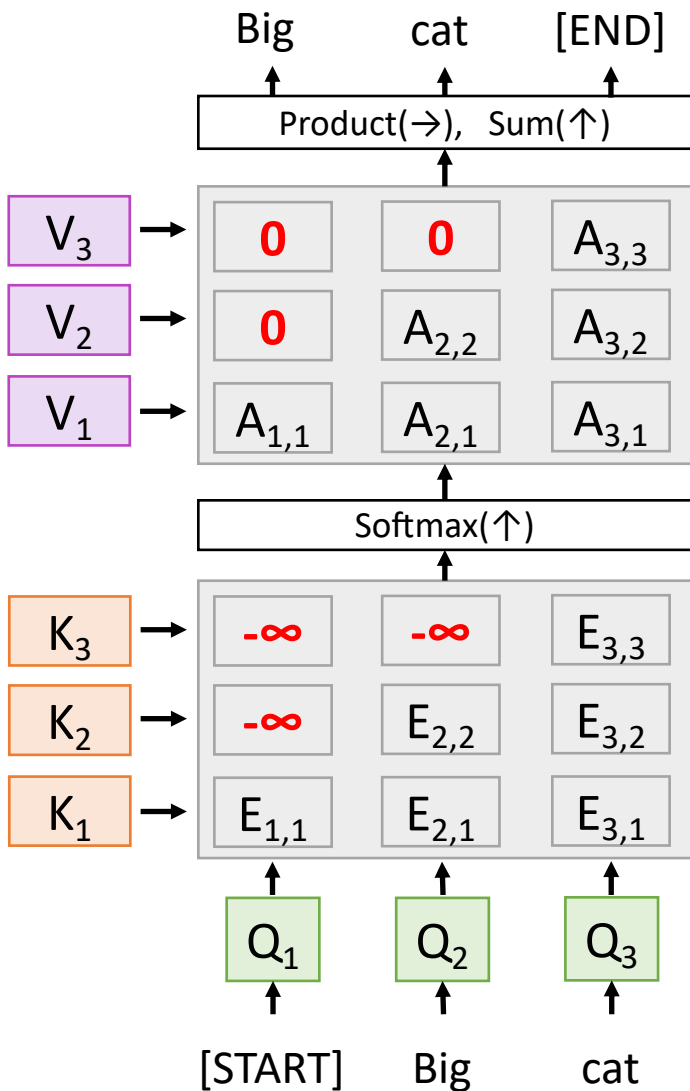 Big cat [END]
Product(→), Sum(↑)
V3 0 0 A3,3
V2 0 A2,2 A3,2
V1 A1,1 A2,1 A3,1
Softmax(↑)
K3 -∞ -∞ E3,3
K2 -∞ E2,2 E3,2
K1 E1,1 E2,1 E3,1
Q1 Q2 Q3
[START] Big cat